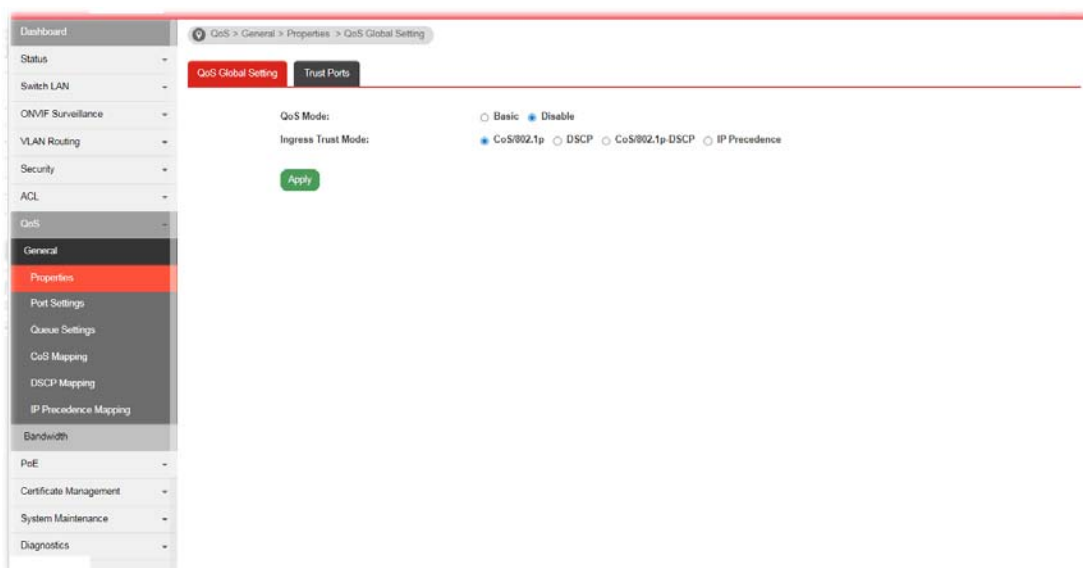 Dashboard
QoS > General > Properties > QoS Global Setting
Status
Switch LAN
ONVIF Surveillance
VLAN Routing
Security
ACL
QoS
General
Properties
Port Settings
Queue Settings
CoS Mapping
DSCP Mapping
IP Precedence Mapping
Bandwidth
PoE
Certificate Management
System Maintenance
Diagnostics
QoS Global Setting Trust Ports
QoS Mode: Basic Disable
Ingress Trust Mode: CoS/802.1p DSCP CoS/802.1p-DSCP IP Precedence
Apply